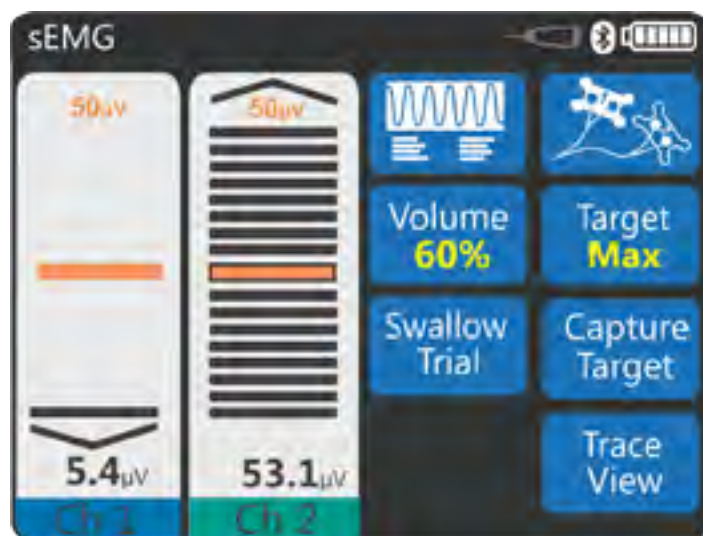 sEMG
50µV
50µV
Volume
60%
Target
Max
Swallow
Trial
Capture
Target
5.4µV
53.1µV
Trace
View
Ch 1
Ch 2